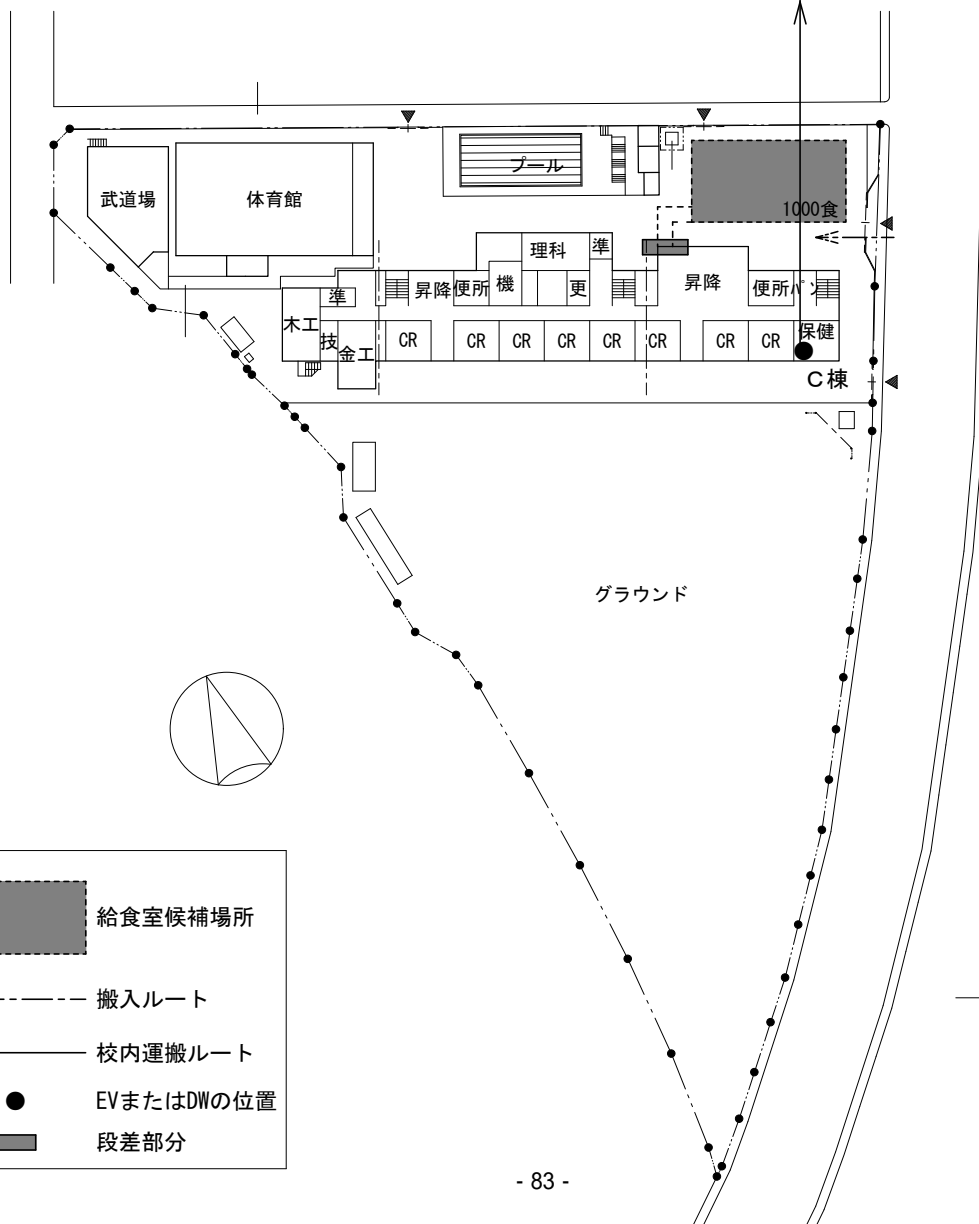 プール
1000食
武道場
体育館
理科
準
昇降
便所
機
更
昇降
便所
パン
準
木工
技
金工
CR
CR
CR
CR
CR
CR
CR
CR
保健
C棟
グラウンド
給食室候補場所
搬入ルート
校内運搬ルート
EVまたはDWの位置
段差部分
- 83 -